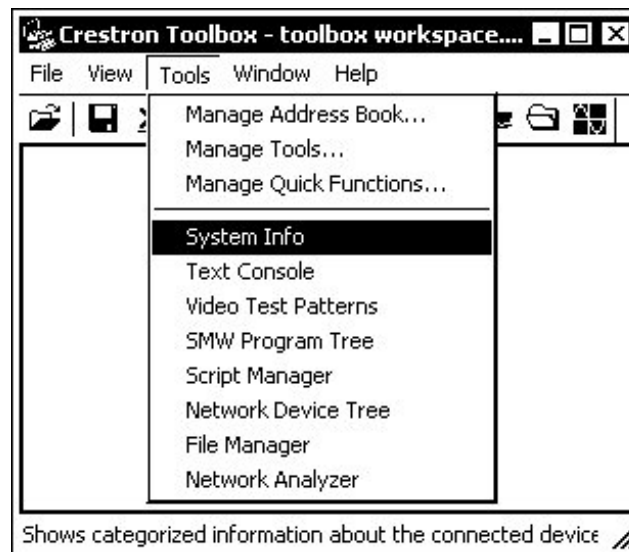 Crestron Toolbox - toolbox workspace....
File View Tools Window Help
Manage Address Book...
Manage Tools...
Manage Quick Functions...
System Info
Text Console
Video Test Patterns
SMW Program Tree
Script Manager
Network Device Tree
File Manager
Network Analyzer
Shows categorized information about the connected device